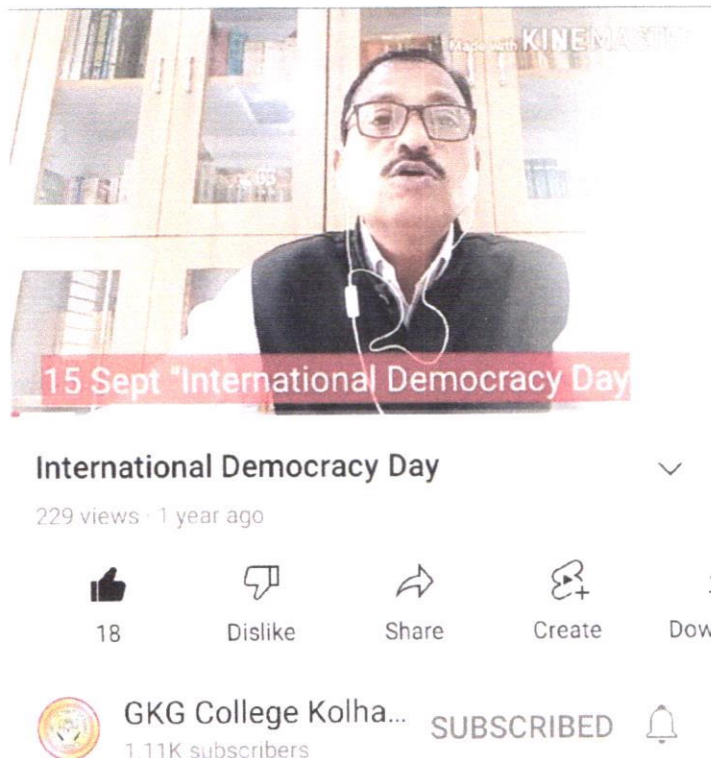 Made with KINEMASTER
15 Sept "International Democracy Day
International Democracy Day
229 views · 1 year ago
18
Dislike
Share
Create
Dow
GKG College Kolha...
SUBSCRIBED
1.11K subscribers